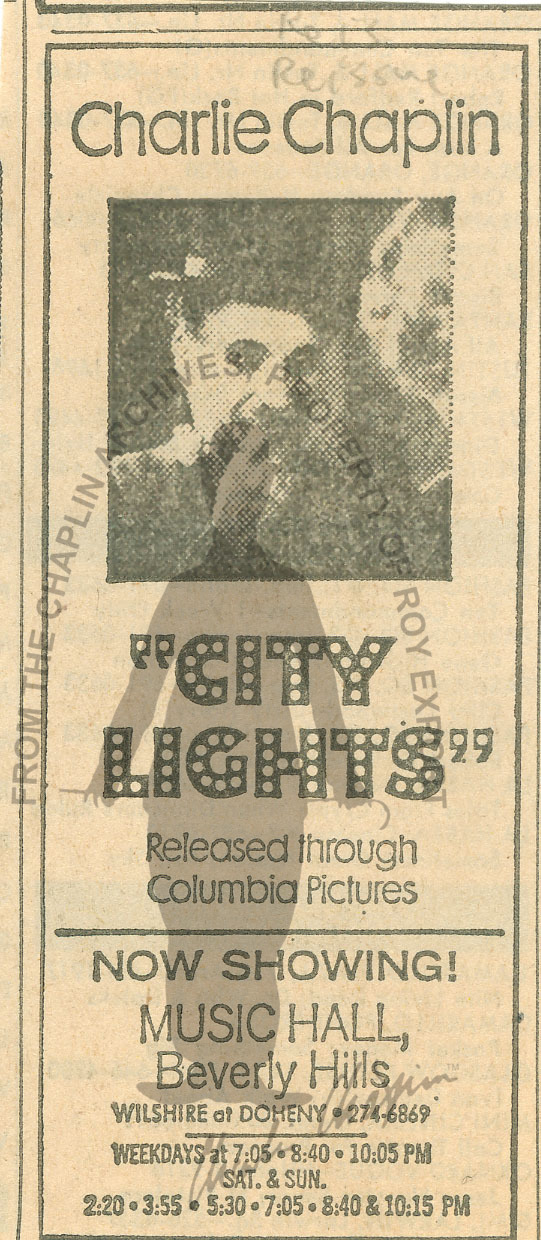 Reissue
Charlie Chaplin
FROM THE CHAPLIN ARCHIVES, PROPERTY OF ROY EXPORT
"CITY
LIGHTS"
Released through
Columbia Pictures
NOW SHOWING!
MUSIC HALL,
Beverly Hills
WILSHIRE at DOHENY • 274-6869
Charlie Chaplin™
WEEKDAYS at 7:05 • 8:40 • 10:05 PM
SAT. & SUN.
2:20 • 3:55 • 5:30 • 7:05 • 8:40 & 10:15 PM